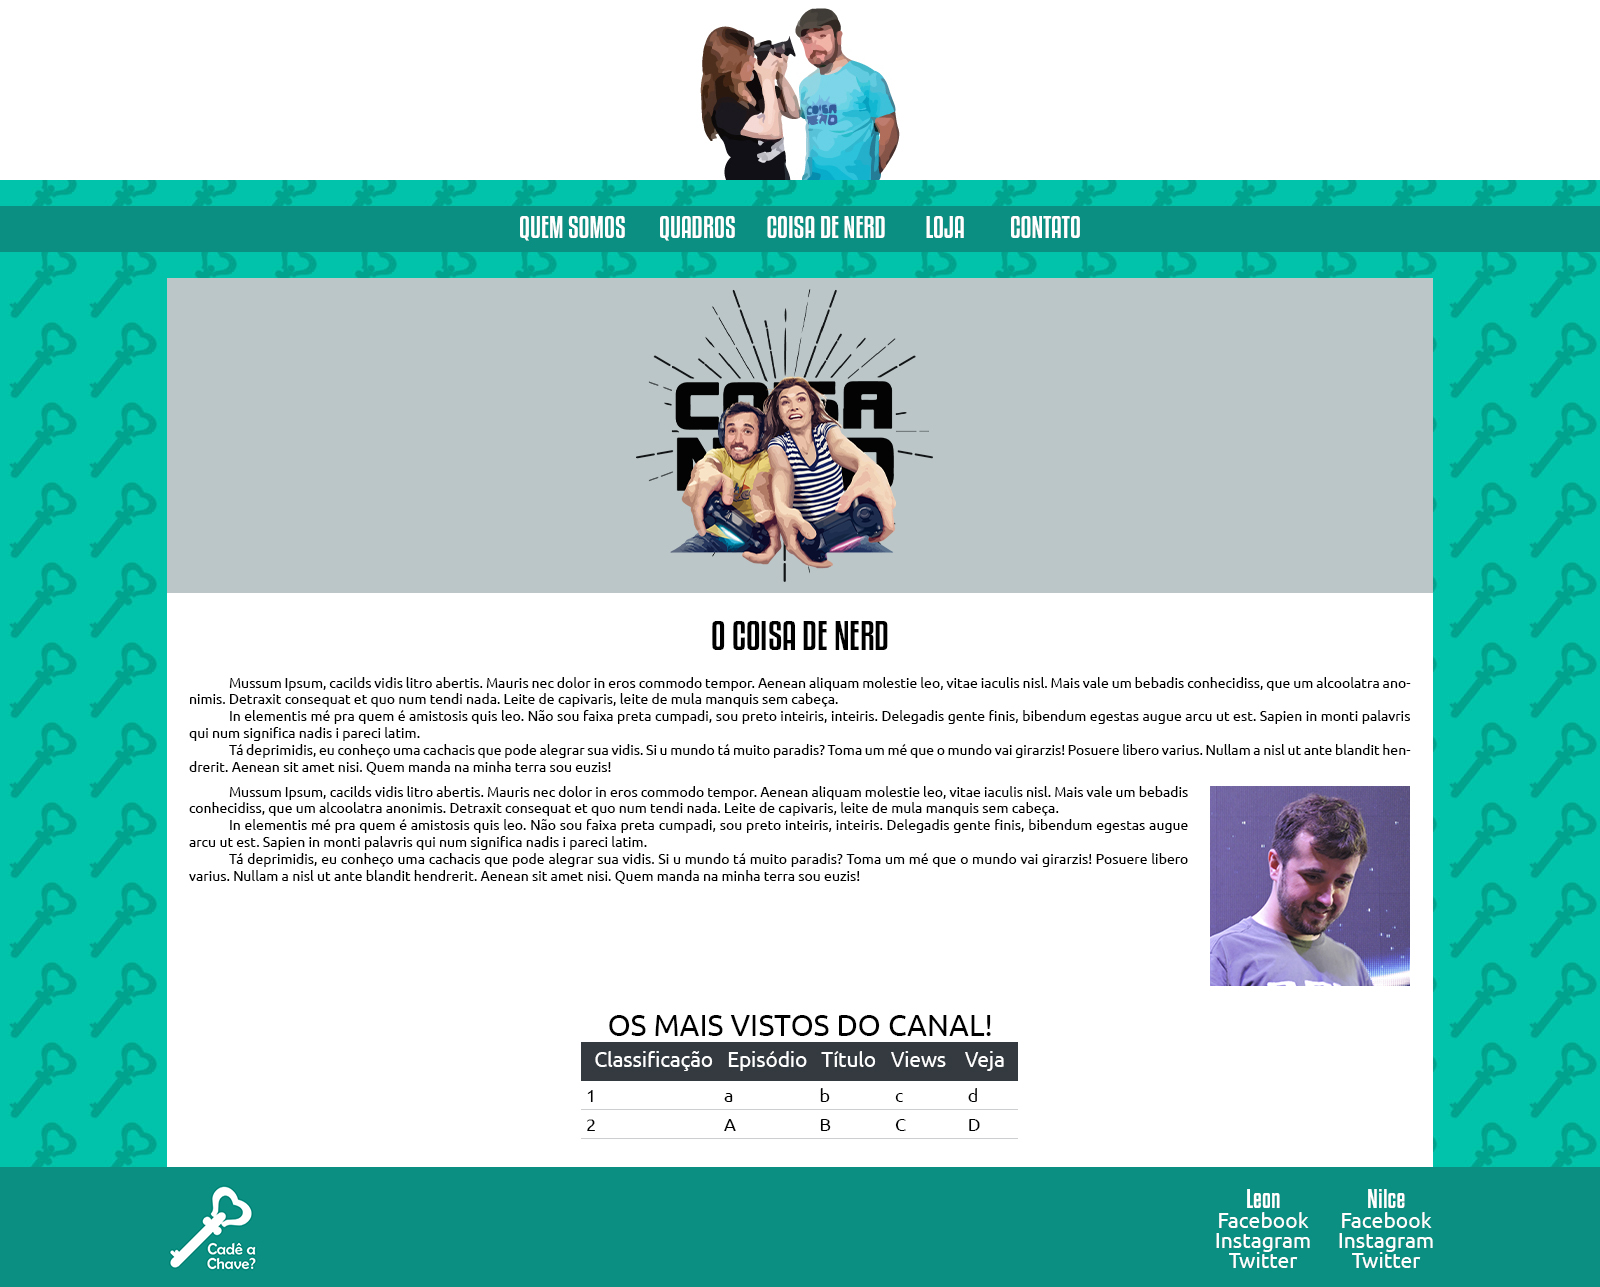 COISA
NERD
QUEM SOMOS QUADROS COISA DE NERD LOJA CONTATO
COISA
O COISA DE NERD
Mussum Ipsum, cacilds vidis litro abertis. Mauris nec dolor in eros commodo tempor. Aenean aliquam molestie leo, vitae iaculis nisl. Mais vale um bebadis conhecidiss, que um alcoolatra ano-
nimis. Detraxit consequat et quo num tendi nada. Leite de capivaris, leite de mula manquis sem cabeça.
In elementis mé pra quem é amistosis quis leo. Não sou faixa preta cumpadi, sou preto inteiris, inteiris. Delegadis gente finis, bibendum egestas augue arcu ut est. Sapien in monti palavris
qui num significa nadis i pareci latim.
Tá deprimidis, eu conheço uma cachacis que pode alegrar sua vidis. Si u mundo tá muito paradis? Toma um mé que o mundo vai girarzis! Posuere libero varius. Nullam a nisl ut ante blandit hen-
drerit. Aenean sit amet nisi. Quem manda na minha terra sou euzis!
Mussum Ipsum, cacilds vidis litro abertis. Mauris nec dolor in eros commodo tempor. Aenean aliquam molestie leo, vitae iaculis nisl. Mais vale um bebadis
conhecidiss, que um alcoolatra anonimis. Detraxit consequat et quo num tendi nada. Leite de capivaris, leite de mula manquis sem cabeça.
In elementis mé pra quem é amistosis quis leo. Não sou faixa preta cumpadi, sou preto inteiris, inteiris. Delegadis gente finis, bibendum egestas augue
arcu ut est. Sapien in monti palavris qui num significa nadis i pareci latim.
Tá deprimidis, eu conheço uma cachacis que pode alegrar sua vidis. Si u mundo tá muito paradis? Toma um mé que o mundo vai girarzis! Posuere libero
varius. Nullam a nisl ut ante blandit hendrerit. Aenean sit amet nisi. Quem manda na minha terra sou euzis!
OS MAIS VISTOS DO CANAL!
Classificação Episódio Título Views Veja
1 a b c d
2 A B C D
Cadê a
Chave?
Leon Nilce
Facebook Facebook
Instagram Instagram
Twitter Twitter